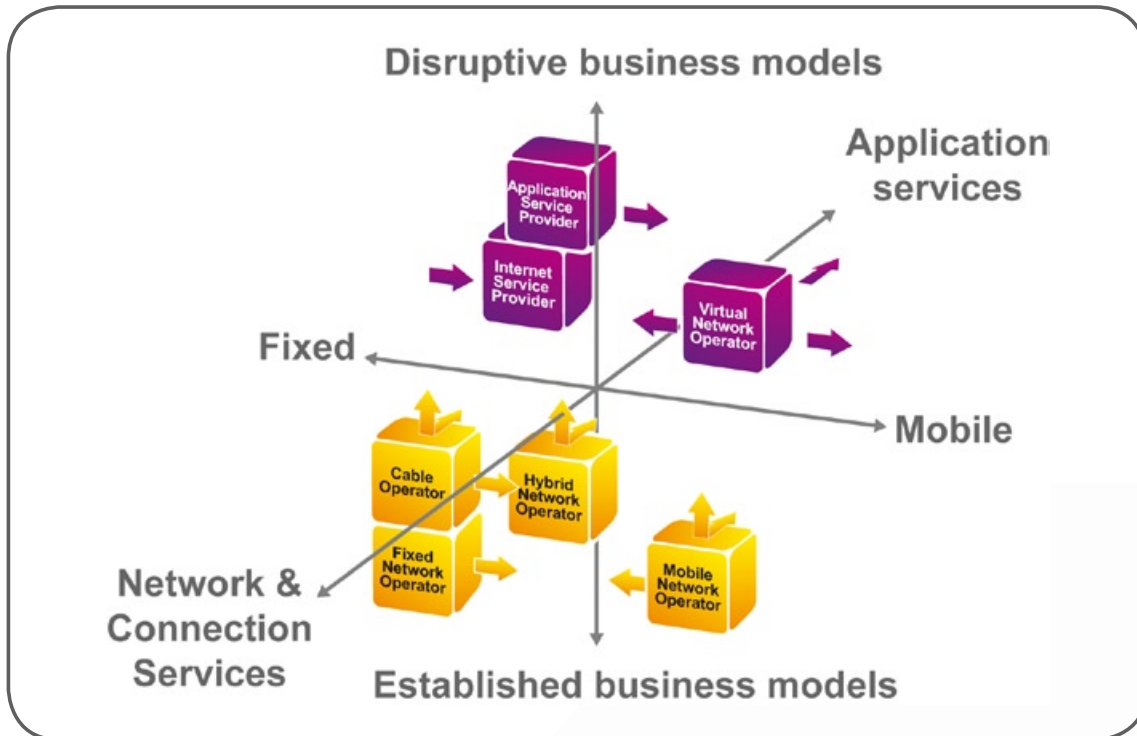 Disruptive business models
Application
services
Application
Service
Provider
Internet
Service
Provider
Virtual
Network
Operator
Fixed
Mobile
Cable
Operator
Hybrid
Network
Operator
Fixed
Network
Operator
Mobile
Network
Operator
Network &
Connection
Services
Established business models